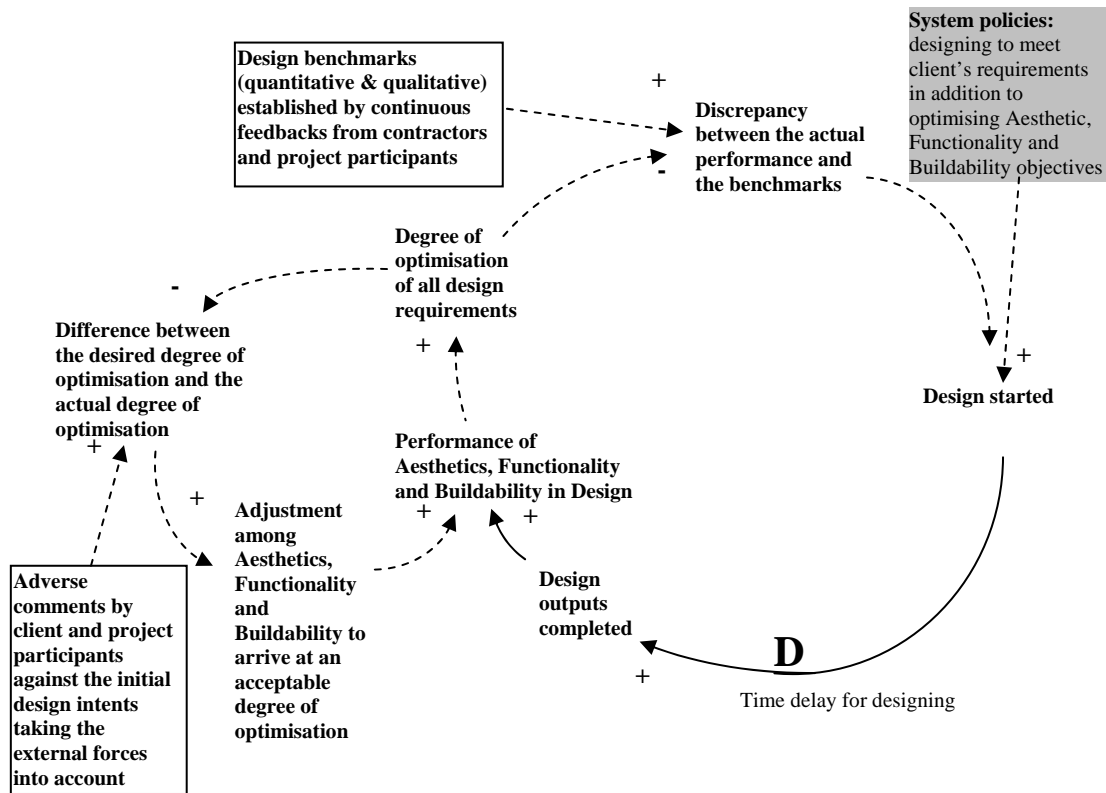 System policies:
designing to meet
client’s requirements
in addition to
optimising Aesthetic,
Functionality and
Buildability objectives
Design benchmarks
(quantitative & qualitative)
established by continuous
feedbacks from contractors
and project participants
+
Discrepancy
between the actual
performance and
the benchmarks
-
Degree of
optimisation
of all design
requirements
+
-
Difference between
the desired degree of
optimisation and the
actual degree of
optimisation
+
+
Design started
Performance of
Aesthetics, Functionality
and Buildability in Design
+
+
+
Adjustment
among
Aesthetics,
Functionality
and
Buildability to
arrive at an
acceptable
degree of
optimisation
Design
outputs
completed
+
D
Time delay for designing
Adverse
comments by
client and project
participants
against the initial
design intents
taking the
external forces
into account